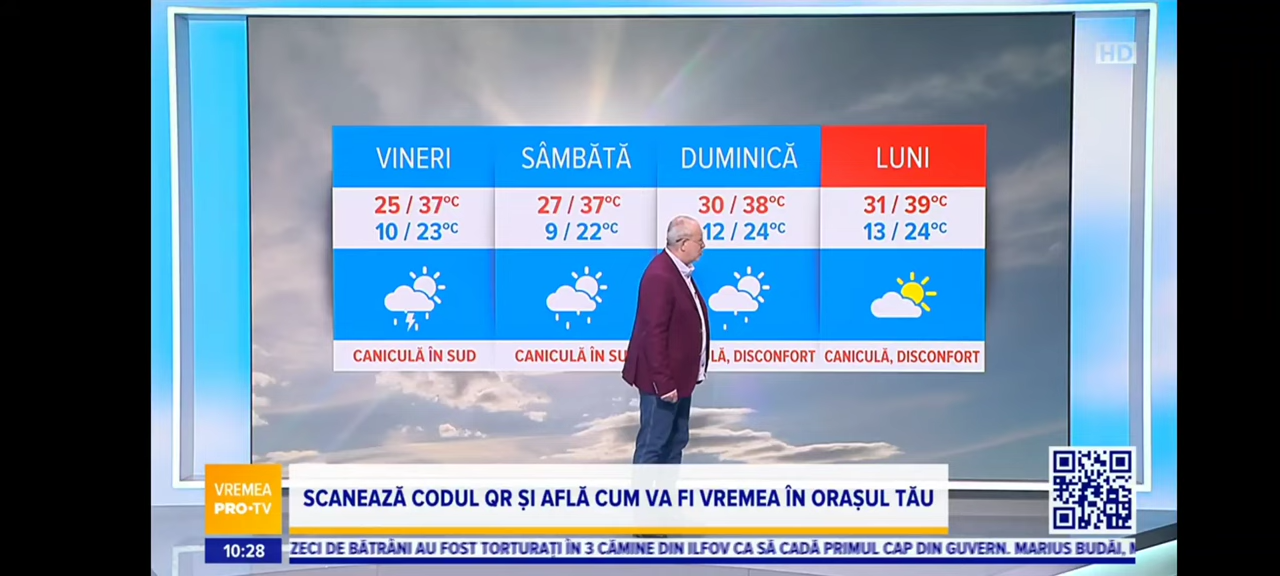 HD
VINERI
SÂMBĂTĂ
DUMINICĂ
LUNI
25 / 37°C
27 / 37°C
30 / 38°C
31 / 39°C
10 / 23°C
9 / 22°C
12 / 24°C
13 / 24°C
CANICULĂ ÎN SUD
CANICULĂ ÎN
DISCONFORT
CANICULĂ, DISCONFORT
VREMEA
PRO•TV
SCANEAZĂ CODUL QR ȘI AFLĂ CUM VA FI VREMEA ÎN ORAȘUL TĂU
10:28
ZECI DE BĂTRÂNI AU FOST TORTURAȚI ÎN 3 CĂMINE DIN ILFOV CA SĂ CADĂ PRIMUL CAP DIN GUVERN. MARIUS BUDĂI,